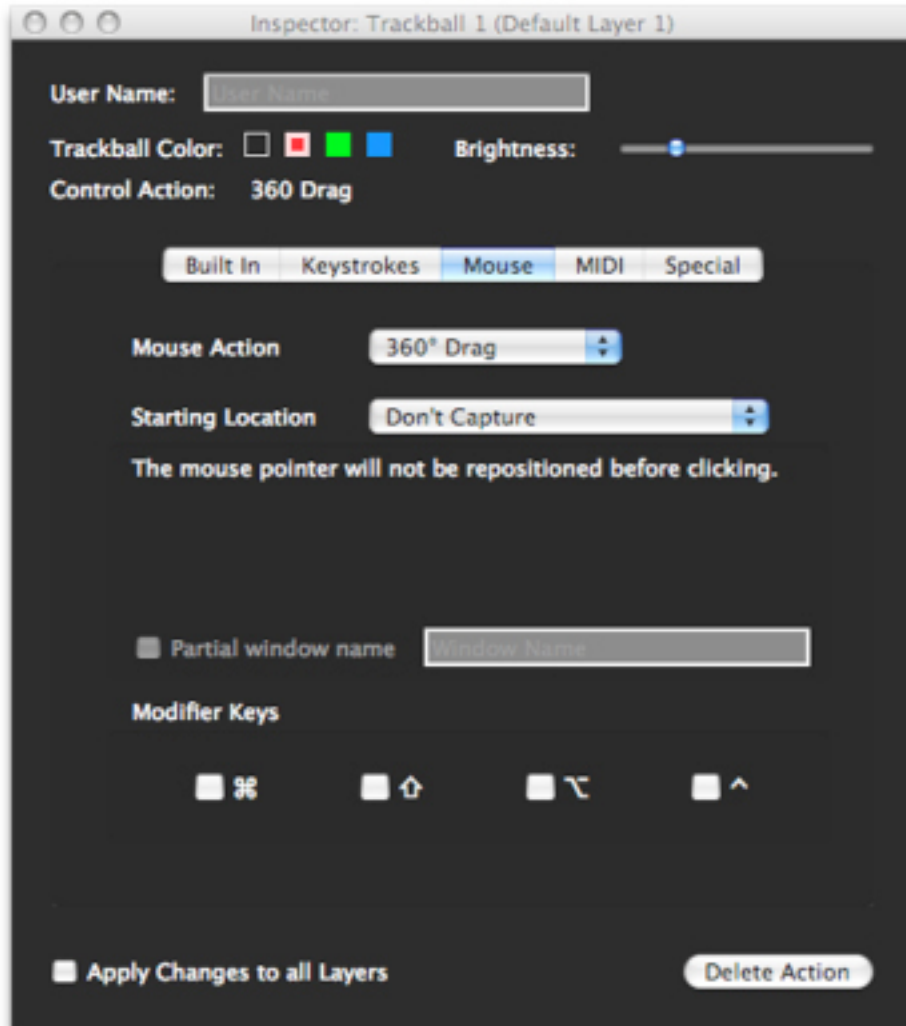 Inspector: Trackball 1 (Default Layer 1)
User Name: User Name
Trackball Color: Brightness:
Control Action: 360 Drag
Built In Keystrokes Mouse MIDI Special
Mouse Action 360° Drag
Starting Location Don't Capture
The mouse pointer will not be repositioned before clicking.
Partial window name Window Name
Modifier Keys
⌘ ⇧ ⌥ ^
Apply Changes to all Layers Delete Action